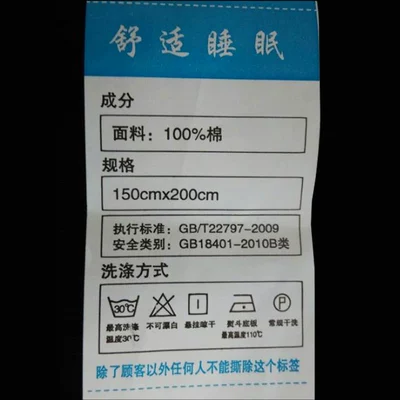 舒适睡眠
成分
面料：100%棉
规格
150cmx200cm
执行标准：GB/T22797-2009
安全类别：GB18401-2010B类
洗涤方式
30℃ P
最高洗涤温度30℃
不可漂白
悬挂晾干
熨斗底板最高温度110℃
常规干洗
除了顾客以外任何人不能撕除这个标签